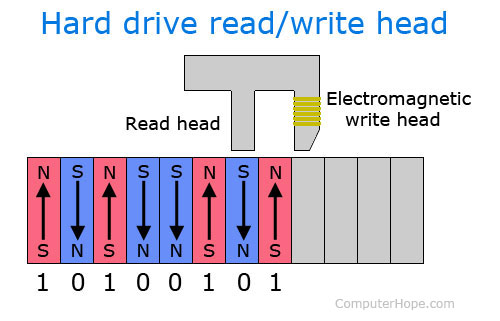 Hard drive read/write head
Read head
Electromagnetic
write head
N S N S S N S N
S N S N N S N S
1 0 1 0 0 1 0 1
ComputerHope.com